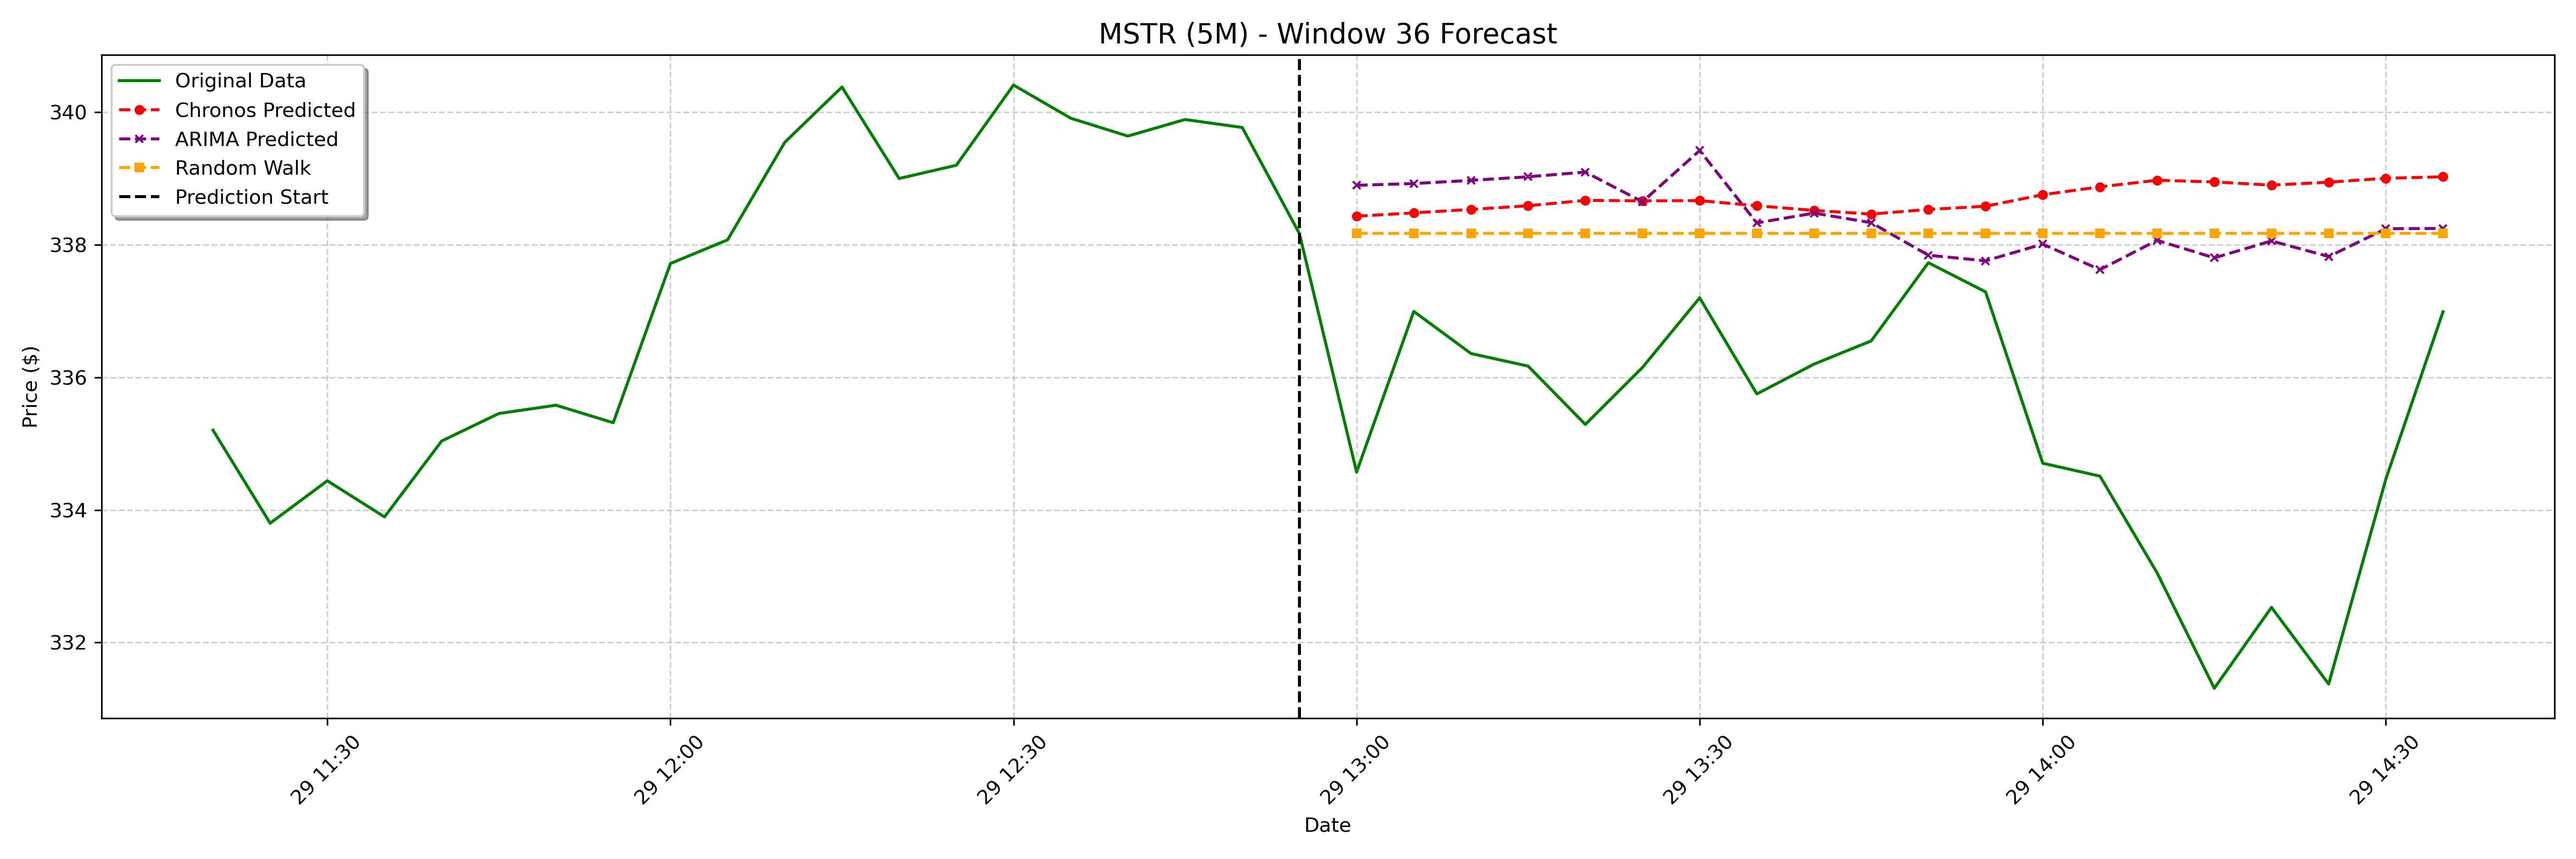 MSTR (5M) - Window 36 Forecast
Original Data
Chronos Predicted
ARIMA Predicted
Random Walk
Prediction Start
Price ($)
340
338
336
334
332
29 11:30
29 12:00
29 12:30
29 13:00
29 13:30
29 14:00
29 14:30
Date